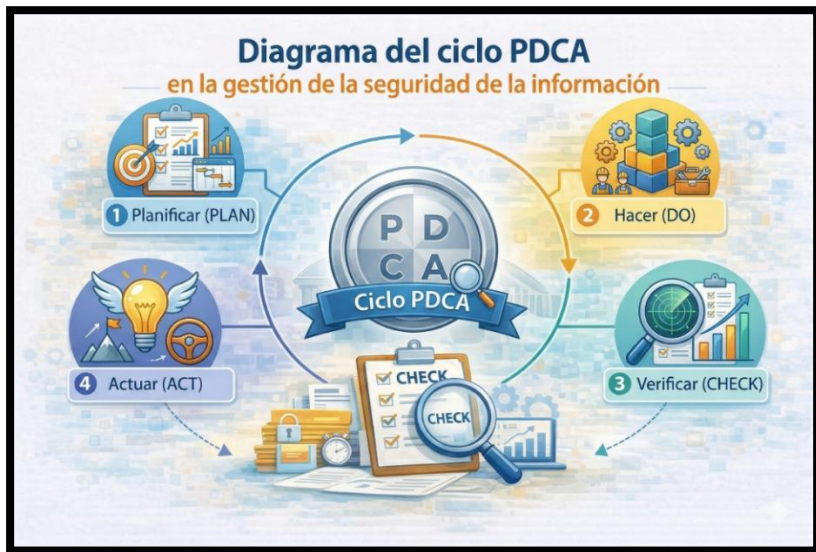 Diagrama del ciclo PDCA
en la gestión de la seguridad de la información
1 Planificar (PLAN)
2 Hacer (DO)
P D
C A
Ciclo PDCA
4 Actuar (ACT)
3 Verificar (CHECK)
CHECK
CHECK